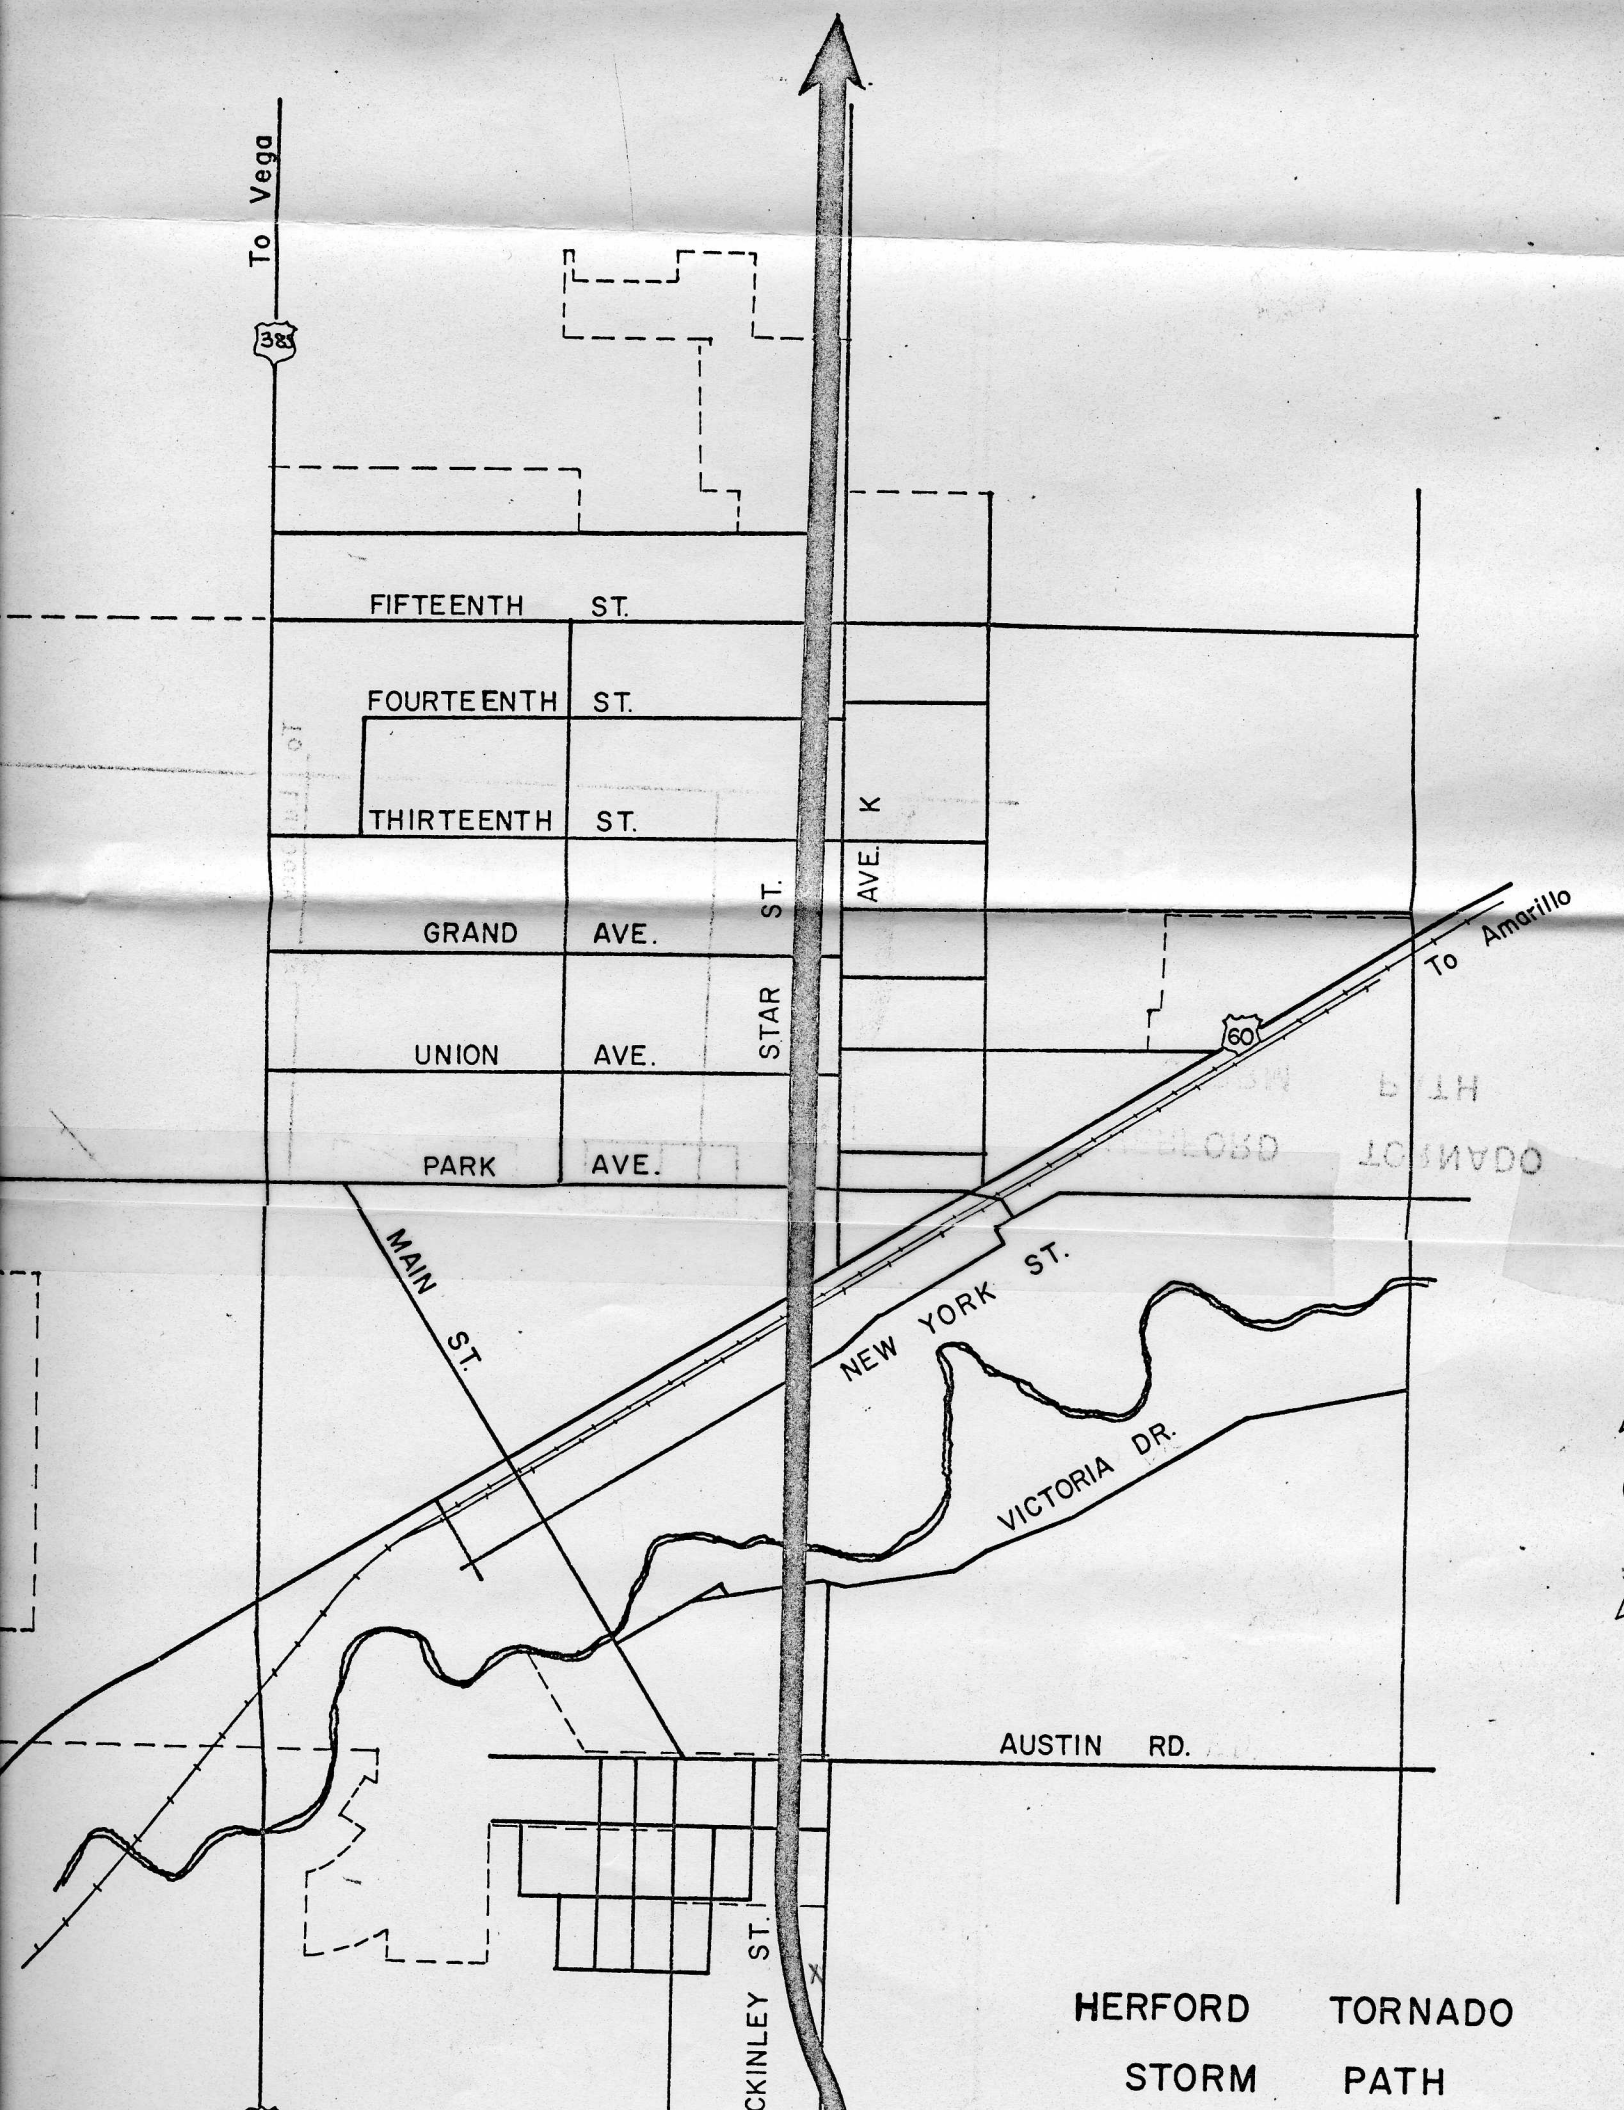 To Vega
385
FIFTEENTH ST.
FOURTEENTH ST.
THIRTEENTH ST.
AVE. K
STAR ST.
GRAND AVE.
To Amarillo
60
UNION AVE.
PARK AVE.
MAIN ST.
NEW YORK ST.
VICTORIA DR.
AUSTIN RD.
X
CKINLEY ST.
HERFORD TORNADO
STORM PATH